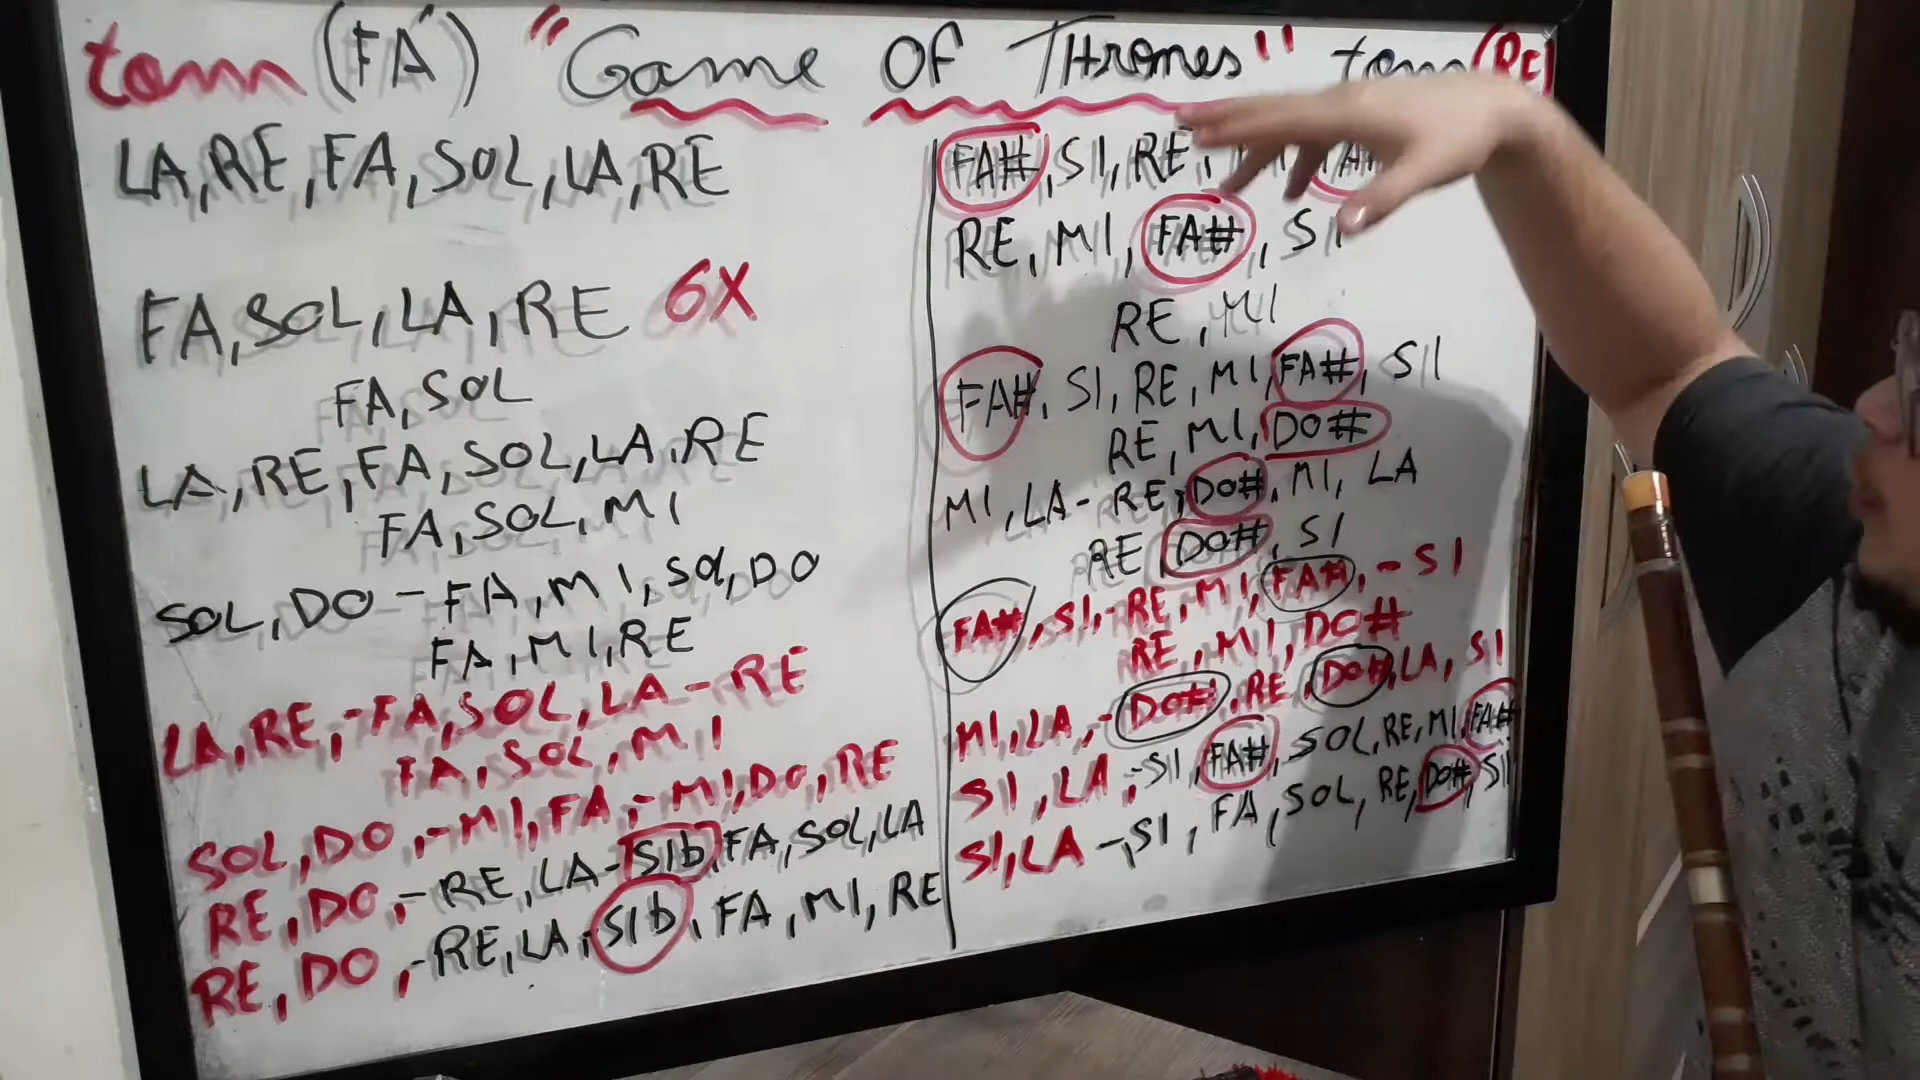 tom (FÁ) "Game OF THrones" tom (RE)
LA, RE, FA, SOL, LA, RE
FA, SOL, LA, RE 6X
FA, SOL
LA, RE, FA, SOL, LA, RE
FA, SOL, MI
SOL, DO - FA, MI, SOL, DO
FA, MI, RE
LA, RE, - FA, SOL, LA - RE
FA, SOL, MI
SOL, DO, - MI, FA, - MI, DO, RE
RE, DO, - RE, LA - SIb, FA, SOL, LA
RE, DO, - RE, LA, SIb, FA, MI, RE
FA#, SI, RE,
RE, MI, FA#, SI
RE, MI
FA#, SI, RE, MI, FA#, SI
RE, MI, DO#
MI, LA - RE, DO#, MI, LA
RE, DO#, SI
FA#, SI, - RE, MI, FA#, - SI
RE, MI, DO#
MI, LA, - DO#, RE, DO#, LA, SI
SI, LA, - SI, FA#, SOL, RE, MI, FA#
SI, LA -, SI, FA, SOL, RE, DO#, SI